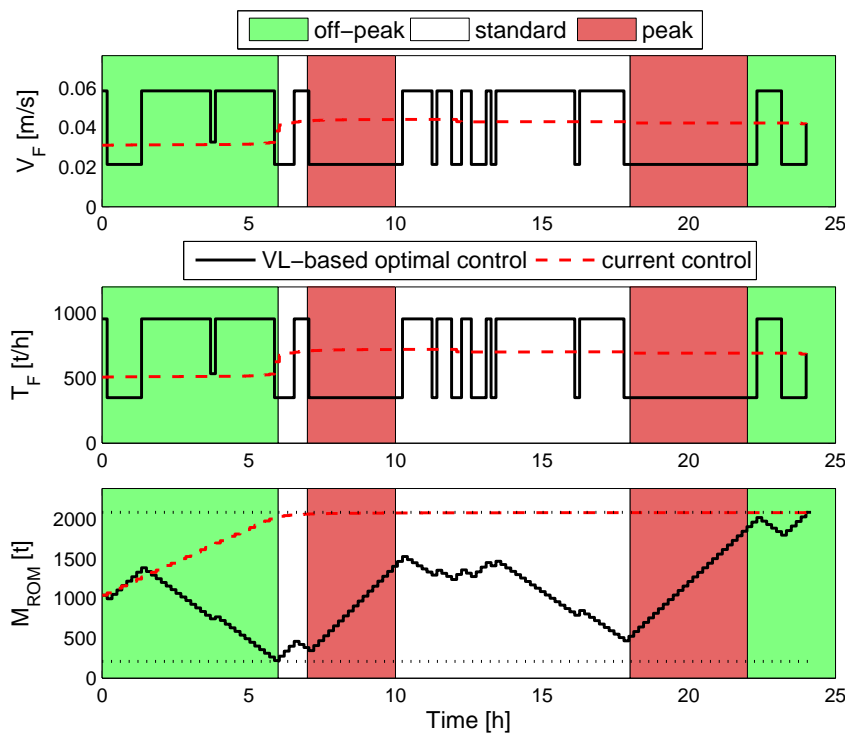 off-peak standard peak
V_F [m/s]
0.06
0.04
0.02
0
0 5 10 15 20 25
VL-based optimal control current control
T_F [t/h]
1000
500
0
0 5 10 15 20 25
M_ROM [t]
2000
1500
1000
500
0
0 5 10 15 20 25
Time [h]